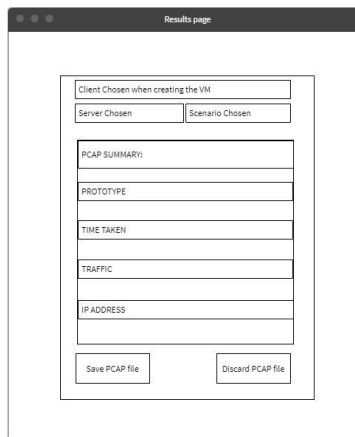 Results page
Client Chosen when creating the VM
Server Chosen
Scenario Chosen
PCAP SUMMARY:
PROTOTYPE
TIME TAKEN
TRAFFIC
IP ADDRESS
Save PCAP file
Discard PCAP file